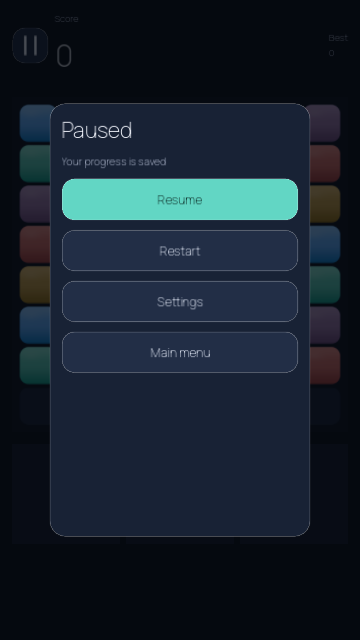 Score
0
Best
0
Paused
Your progress is saved
Resume
Restart
Settings
Main menu